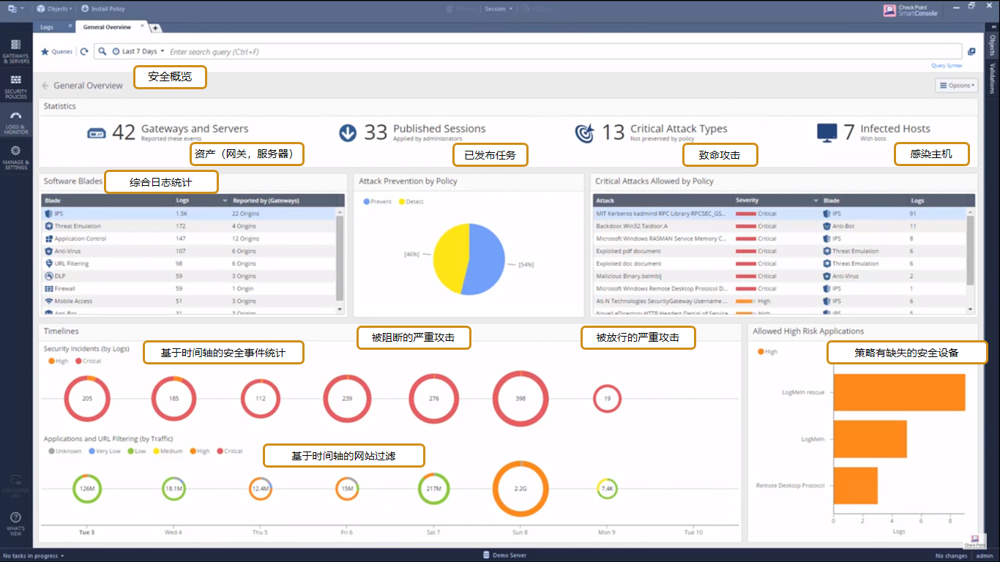 Objects
Install Policy
Discard
Session
Publish
Check Point
SmartConsole
Logs
General Overview
Queries
Last 7 Days
Enter search query (Ctrl+F)
Query Syntax
GATEWAYS
& SERVERS
SECURITY
POLICIES
LOGS &
MONITOR
MANAGE &
SETTINGS
COMMAND
LINE
WHAT'S
NEW
Objects
Validations
安全概览
General Overview
Options
Statistics
42 Gateways and Servers
Reported these events
33 Published Sessions
Applied by administrators
13 Critical Attack Types
Not prevented by policy
7 Infected Hosts
With bots
资产（网关，服务器）
已发布任务
致命攻击
感染主机
Software Blades
综合日志统计
Blade Logs Reported by (Gateways)
IPS 1.5K 22 Origins
Threat Emulation 172 4 Origins
Application Control 147 12 Origins
Anti-Virus 107 6 Origins
URL Filtering 98 6 Origins
DLP 59 3 Origins
Firewall 59 1 Origin
Mobile Access 51 3 Origins
Anti-Bot 31 3 Origins
Attack Prevention by Policy
Prevent Detect
[46%]
[54%]
Critical Attacks Allowed by Policy
Attack Severity Blade Logs
MIT Kerberos kadmind RPC Library RPCSEC_GS... Critical IPS 91
Backdoor.Win32.Taidoor.A Critical Anti-Bot 11
Microsoft Windows RASMAN Service Memory C... Critical IPS 8
Exploited pdf document Critical Threat Emulation 6
Exploited doc document Critical Threat Emulation 6
Malicious Binary.balmblj Critical Anti-Virus 2
Microsoft Windows Remote Desktop Protocol D... Critical IPS 1
Alt-N Technologies SecurityGateway Username ... High IPS 6
Novell eDirectory HTTP Headers Denial of Service High IPS 5
Timelines
被阻断的严重攻击
被放行的严重攻击
Security Incidents (by Logs)
基于时间轴的安全事件统计
High Critical
205 185 112 239 276 398 19
Applications and URL Filtering (by Traffic)
Unknown Very Low Low Medium High Critical
基于时间轴的网站过滤
126M 18.1M 12.4M 15M 217M 2.2G 7.4K
Tue 3 Wed 4 Thu 5 Fri 6 Sat 7 Sun 8 Mon 9 Tue 10
Allowed High Risk Applications
High
策略有缺失的安全设备
LogMeIn rescue
LogMeIn
Remote Desktop Protocol
0 2 4 6 8
Logs
Check Point
No tasks in progress
Demo Server
No changes
admin